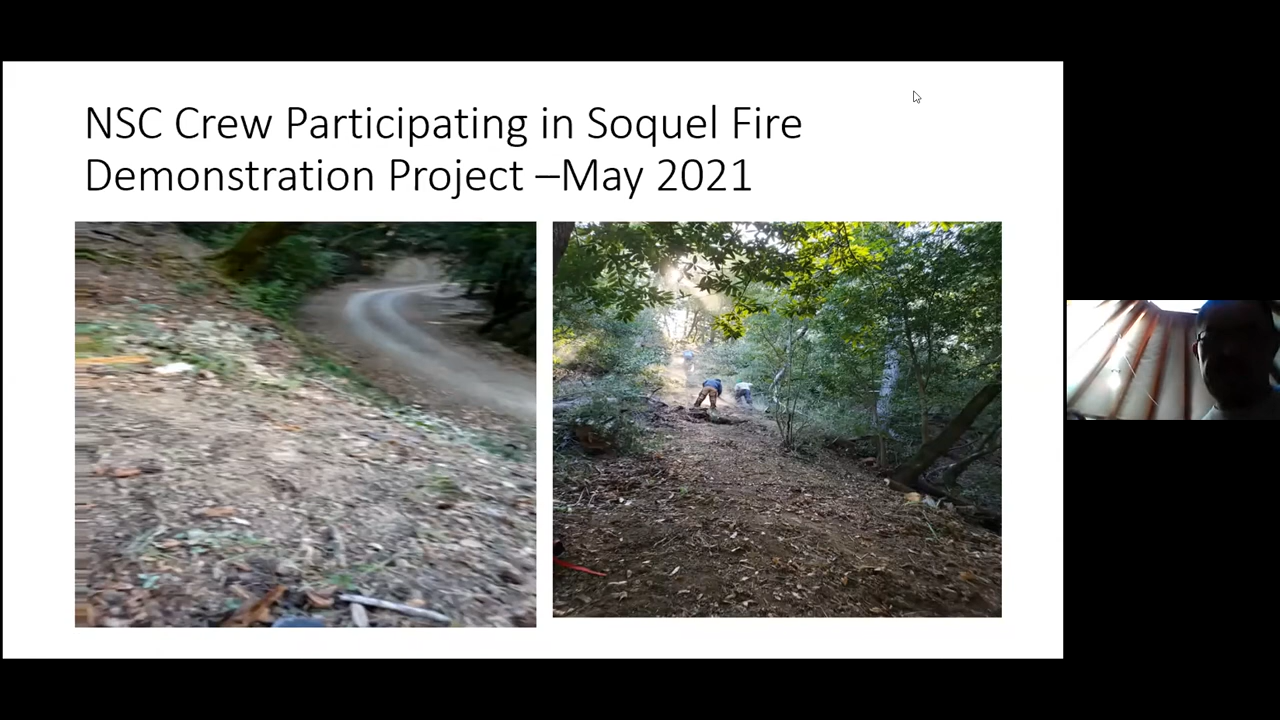 NSC Crew Participating in Soquel Fire
Demonstration Project –May 2021